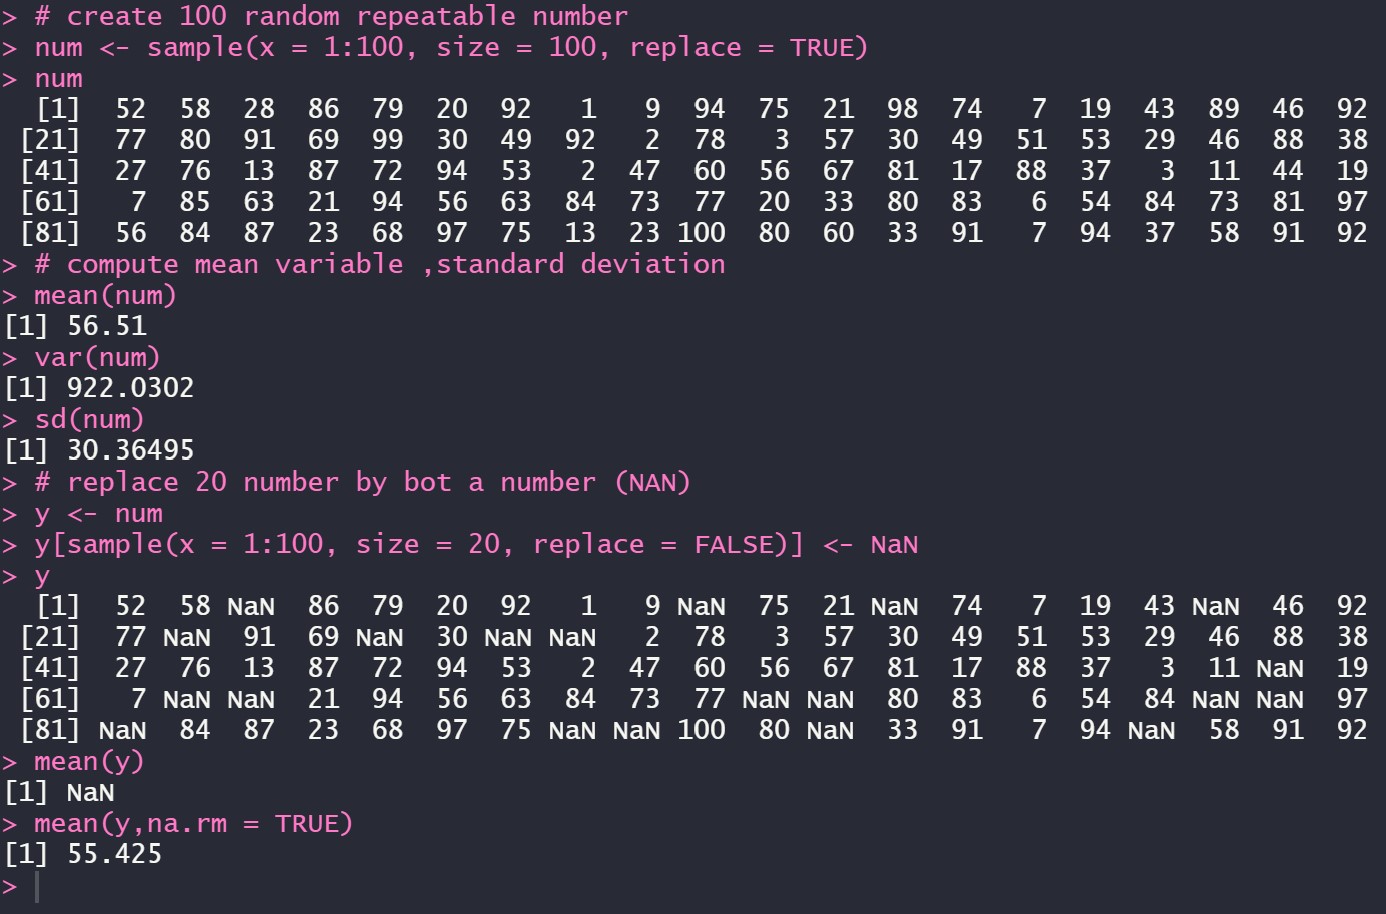 > # create 100 random repeatable number
> num <- sample(x = 1:100, size = 100, replace = TRUE)
> num
[1] 52 58 28 86 79 20 92 1 9 94 75 21 98 74 7 19 43 89 46 92
[21] 77 80 91 69 99 30 49 92 2 78 3 57 30 49 51 53 29 46 88 38
[41] 27 76 13 87 72 94 53 2 47 60 56 67 81 17 88 37 3 11 44 19
[61] 7 85 63 21 94 56 63 84 73 77 20 33 80 83 6 54 84 73 81 97
[81] 56 84 87 23 68 97 75 13 23 100 80 60 33 91 7 94 37 58 91 92
> # compute mean variable ,standard deviation
> mean(num)
[1] 56.51
> var(num)
[1] 922.0302
> sd(num)
[1] 30.36495
> # replace 20 number by bot a number (NAN)
> y <- num
> y[sample(x = 1:100, size = 20, replace = FALSE)] <- NaN
> y
[1] 52 58 NaN 86 79 20 92 1 9 NaN 75 21 NaN 74 7 19 43 NaN 46 92
[21] 77 NaN 91 69 NaN 30 NaN NaN 2 78 3 57 30 49 51 53 29 46 88 38
[41] 27 76 13 87 72 94 53 2 47 60 56 67 81 17 88 37 3 11 NaN 19
[61] 7 NaN NaN 21 94 56 63 84 73 77 NaN NaN 80 83 6 54 84 NaN NaN 97
[81] NaN 84 87 23 68 97 75 NaN NaN 100 80 NaN 33 91 7 94 NaN 58 91 92
> mean(y)
[1] NaN
> mean(y,na.rm = TRUE)
[1] 55.425
>